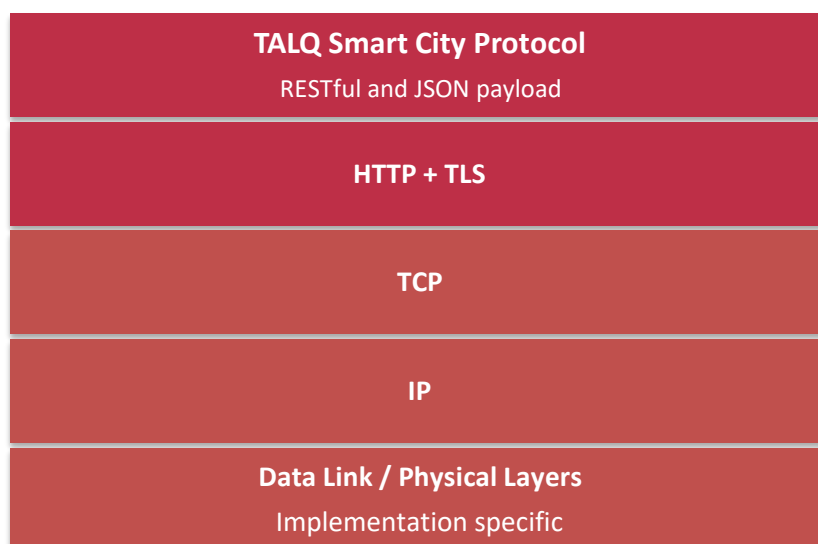 TALQ Smart City Protocol
RESTful and JSON payload
HTTP + TLS
TCP
IP
Data Link / Physical Layers
Implementation specific